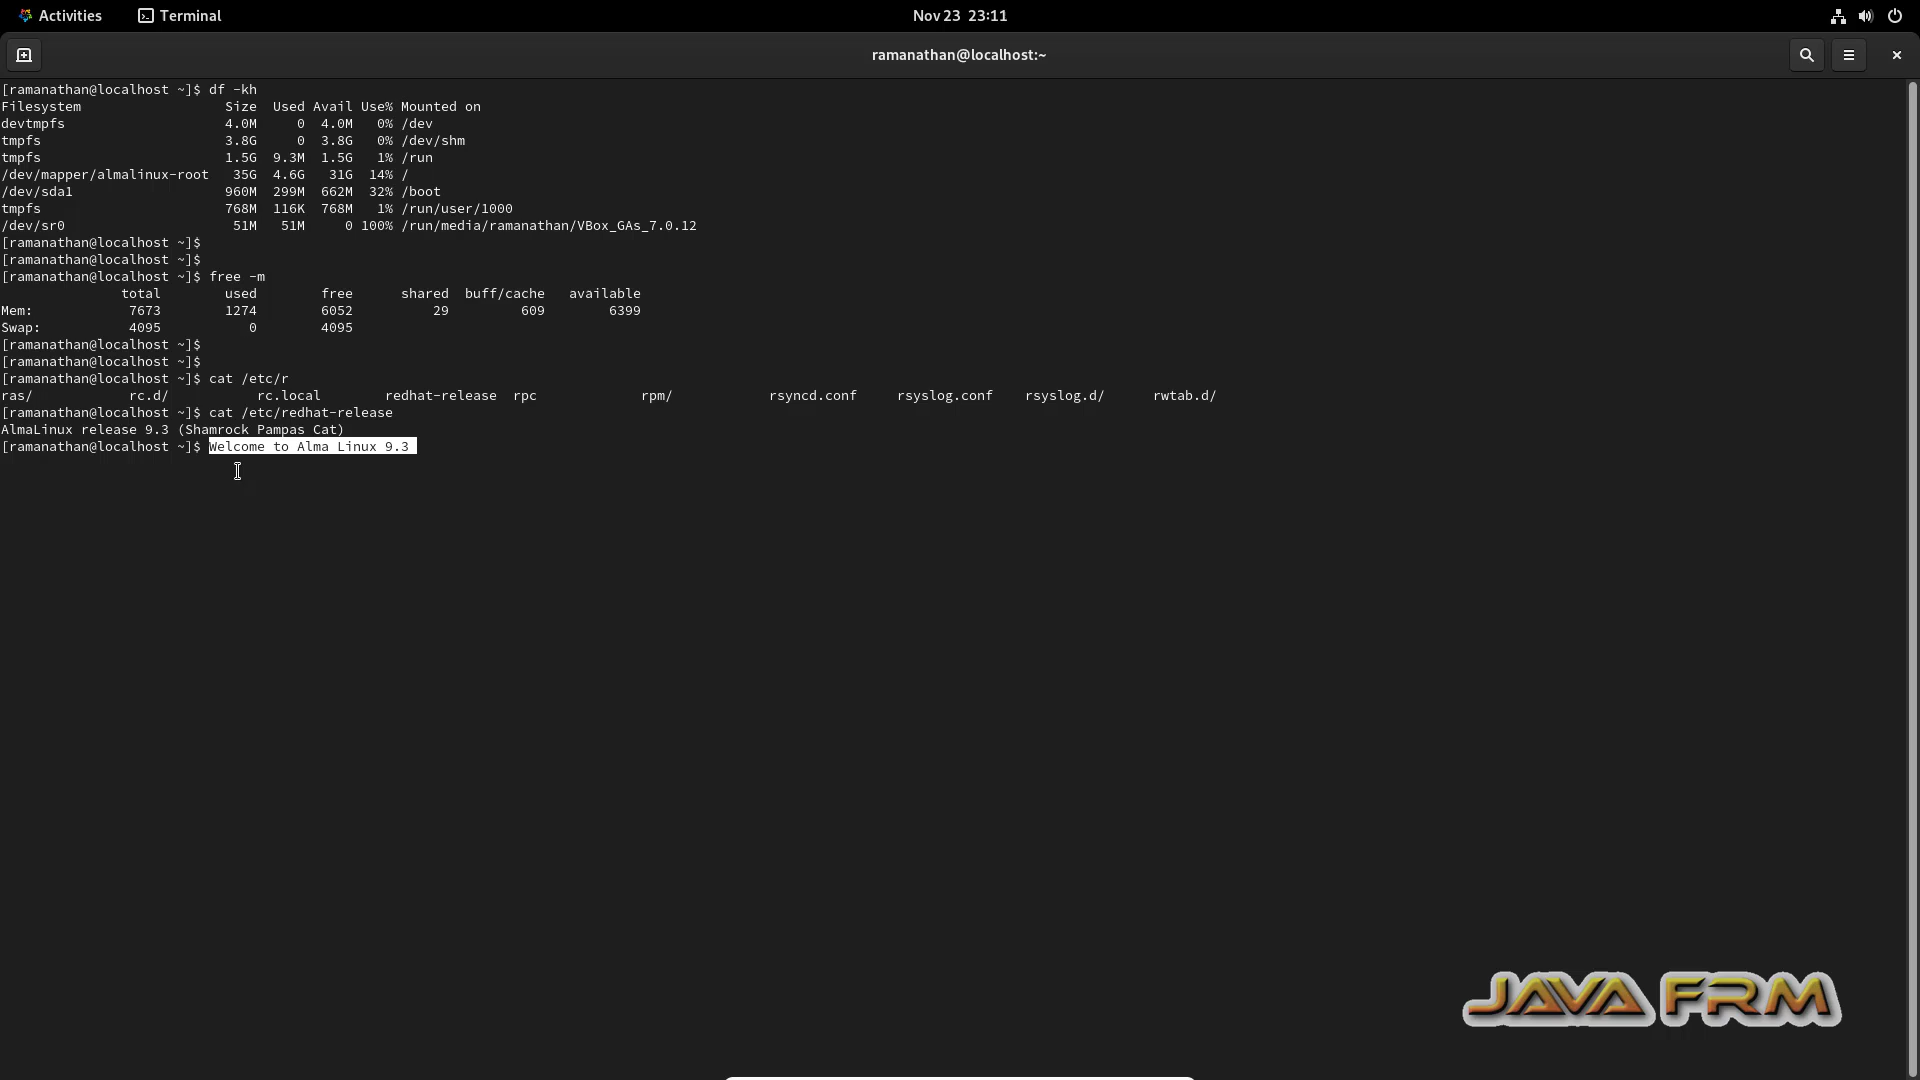 Activities Terminal Nov 23 23:11
ramanathan@localhost:~
[ramanathan@localhost ~]$ df -kh
Filesystem                  Size  Used Avail Use% Mounted on
devtmpfs                    4.0M     0  4.0M   0% /dev
tmpfs                       3.8G     0  3.8G   0% /dev/shm
tmpfs                       1.5G  9.3M  1.5G   1% /run
/dev/mapper/almalinux-root   35G  4.6G   31G  14% /
/dev/sda1                   960M  299M  662M  32% /boot
tmpfs                       768M  116K  768M   1% /run/user/1000
/dev/sr0                     51M   51M     0 100% /run/media/ramanathan/VBox_GAs_7.0.12
[ramanathan@localhost ~]$
[ramanathan@localhost ~]$
[ramanathan@localhost ~]$ free -m
               total        used        free      shared  buff/cache   available
Mem:            7673        1274        6052          29         609        6399
Swap:           4095           0        4095
[ramanathan@localhost ~]$
[ramanathan@localhost ~]$
[ramanathan@localhost ~]$ cat /etc/r
ras/            rc.d/           rc.local        redhat-release  rpc             rpm/            rsyncd.conf     rsyslog.conf    rsyslog.d/      rwtab.d/
[ramanathan@localhost ~]$ cat /etc/redhat-release
AlmaLinux release 9.3 (Shamrock Pampas Cat)
[ramanathan@localhost ~]$ Welcome to Alma Linux 9.3
JAVA FRM